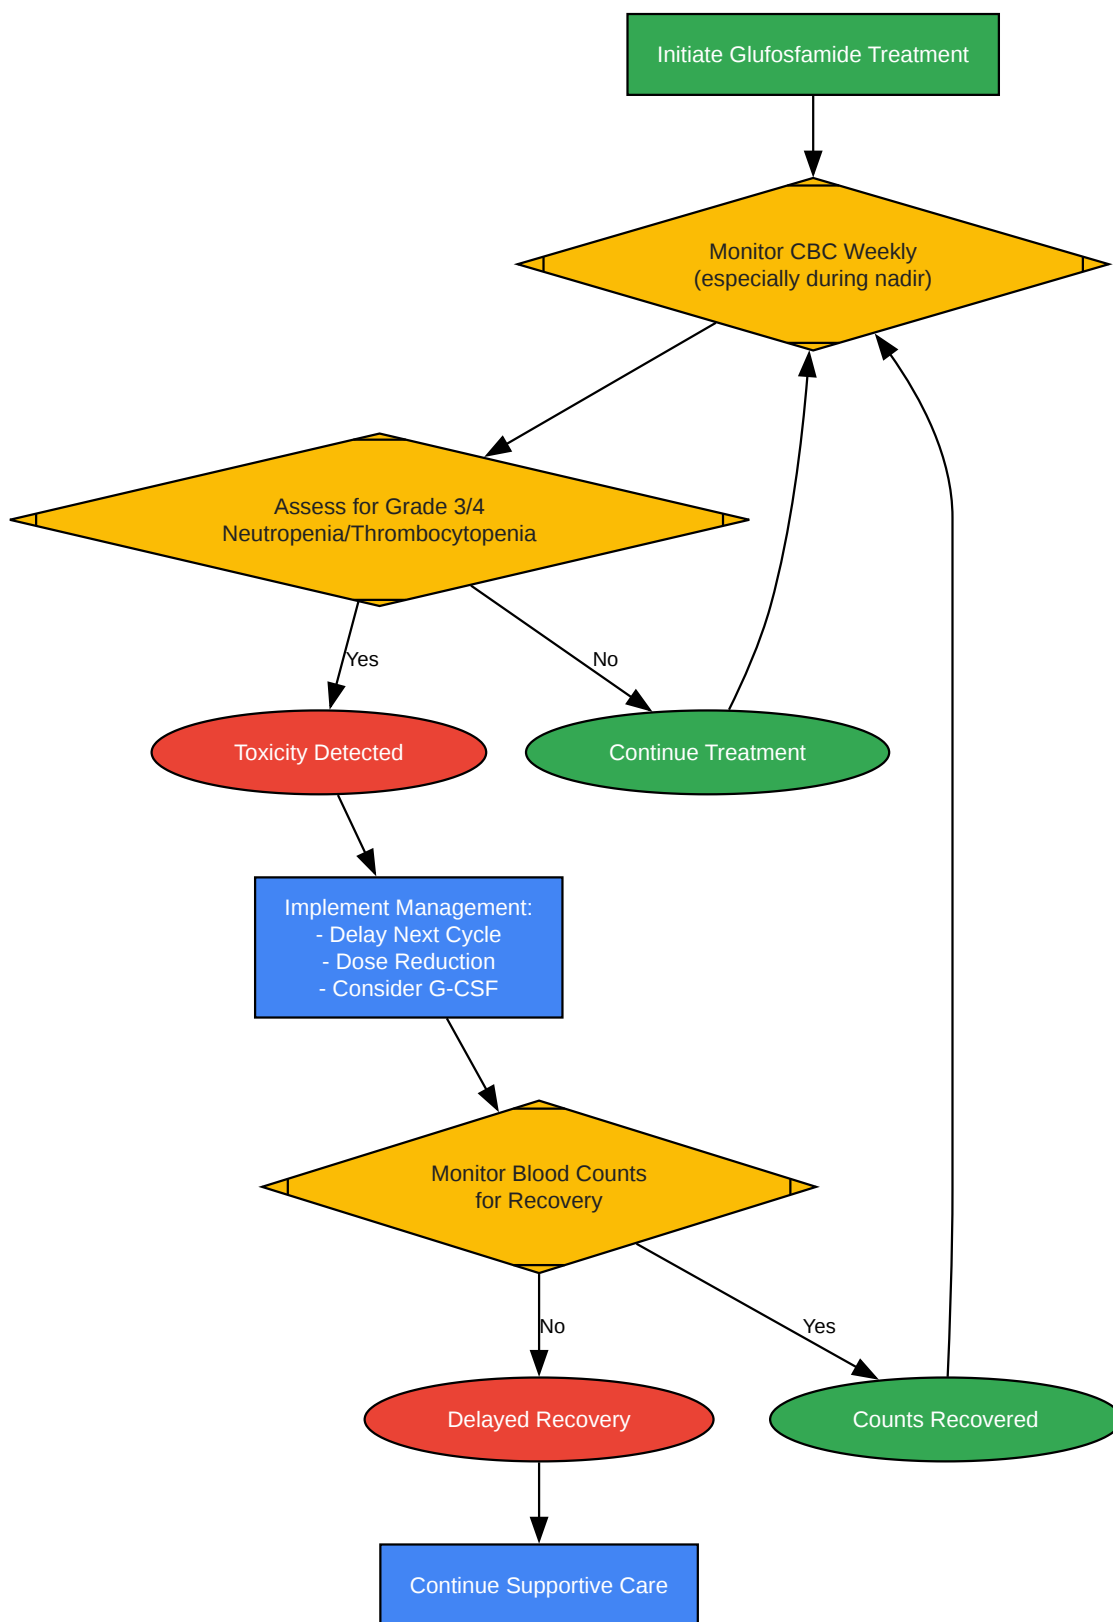 Initiate Glufosfamide Treatment
Monitor CBC Weekly
(especially during nadir)
Assess for Grade 3/4
Neutropenia/Thrombocytopenia
Yes
No
Toxicity Detected
Continue Treatment
Implement Management:
- Delay Next Cycle
- Dose Reduction
- Consider G-CSF
Monitor Blood Counts
for Recovery
No
Yes
Delayed Recovery
Counts Recovered
Continue Supportive Care